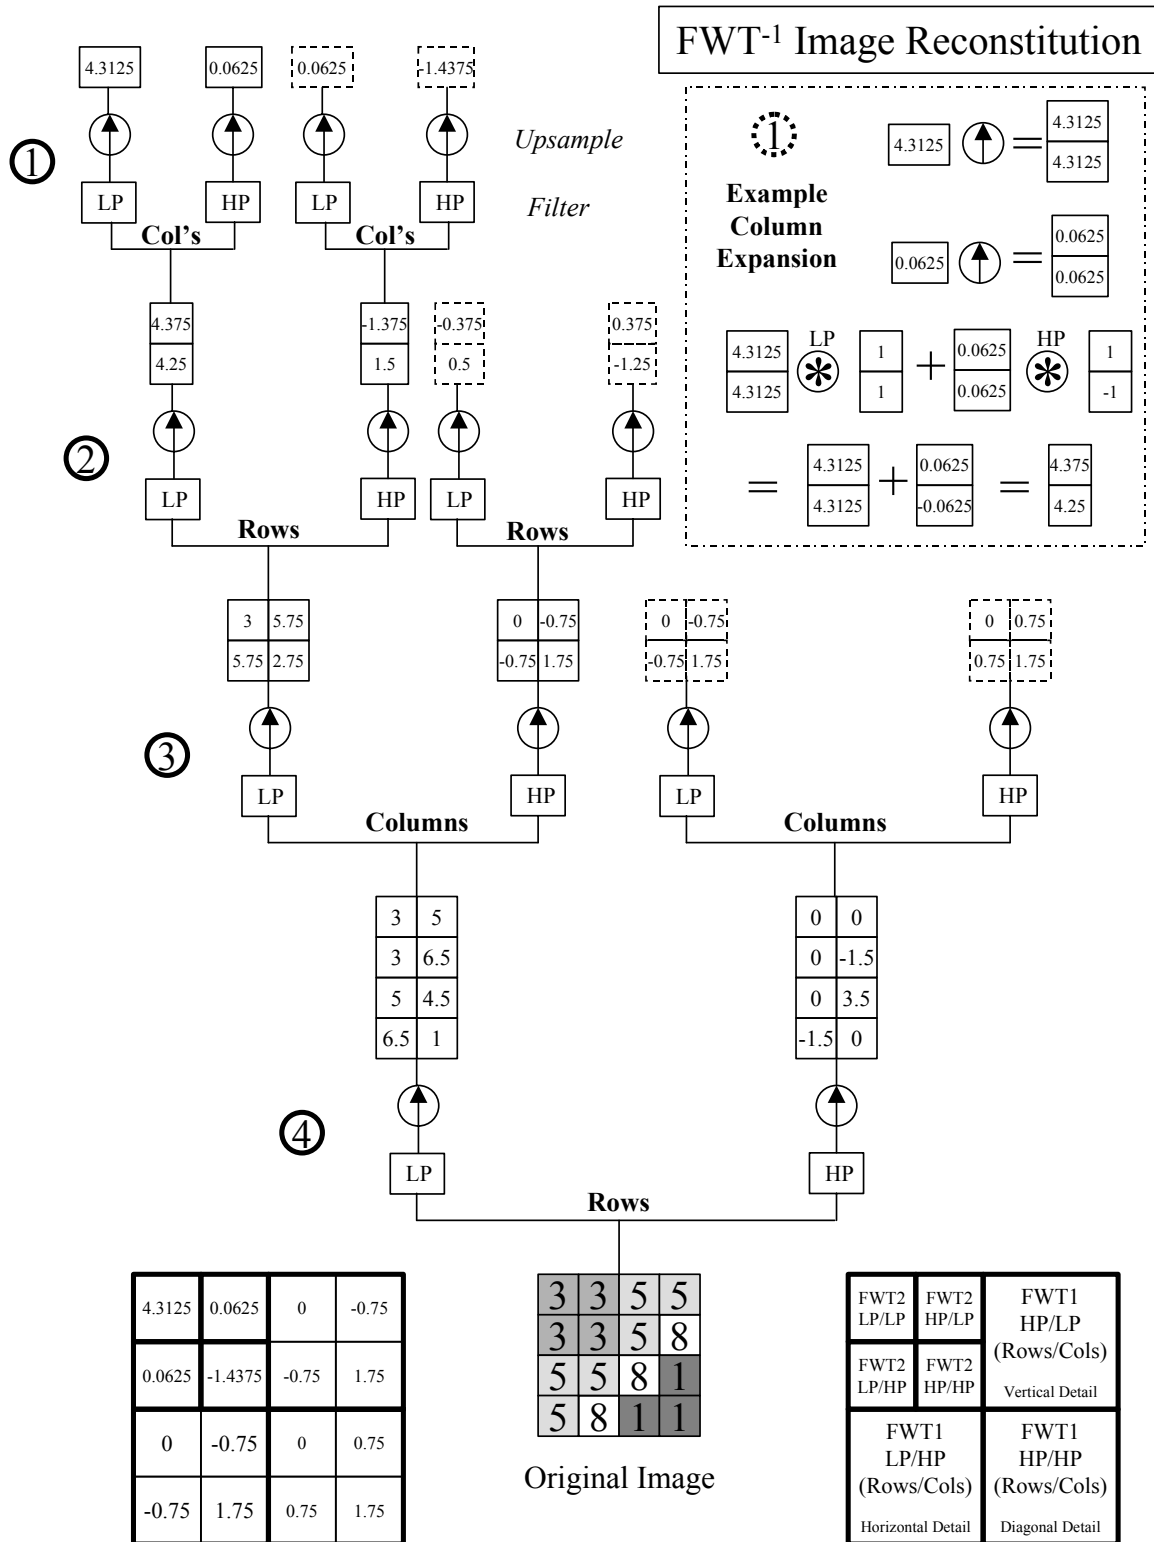 FWT-1 Image Reconstitution
4.3125 0.0625 0.0625 -1.4375
1
Upsample
LP HP LP HP
Filter
Col's Col's
1
Example
Column
Expansion
4.3125 = 4.3125
4.3125
0.0625 = 0.0625
0.0625
LP HP
4.3125 * 1 + 0.0625 * 1
4.3125 1 0.0625 -1
= 4.3125 + 0.0625 = 4.375
4.3125 -0.0625 4.25
4.375 -1.375 -0.375 0.375
4.25 1.5 0.5 -1.25
2
LP HP LP HP
Rows Rows
3 5.75 0 -0.75 0 -0.75 0 0.75
5.75 2.75 -0.75 1.75 -0.75 1.75 0.75 1.75
3
LP HP LP HP
Columns Columns
3 5 0 0
3 6.5 0 -1.5
5 4.5 0 3.5
6.5 1 -1.5 0
4
LP HP
Rows
4.3125 0.0625 0 -0.75
0.0625 -1.4375 -0.75 1.75
0 -0.75 0 0.75
-0.75 1.75 0.75 1.75
3 3 5 5
3 3 5 8
5 5 8 1
5 8 1 1
Original Image
FWT2 LP/LP
FWT2 HP/LP
FWT1
HP/LP
(Rows/Cols)
Vertical Detail
FWT2 LP/HP
FWT2 HP/HP
FWT1
LP/HP
(Rows/Cols)
Horizontal Detail
FWT1
HP/HP
(Rows/Cols)
Diagonal Detail